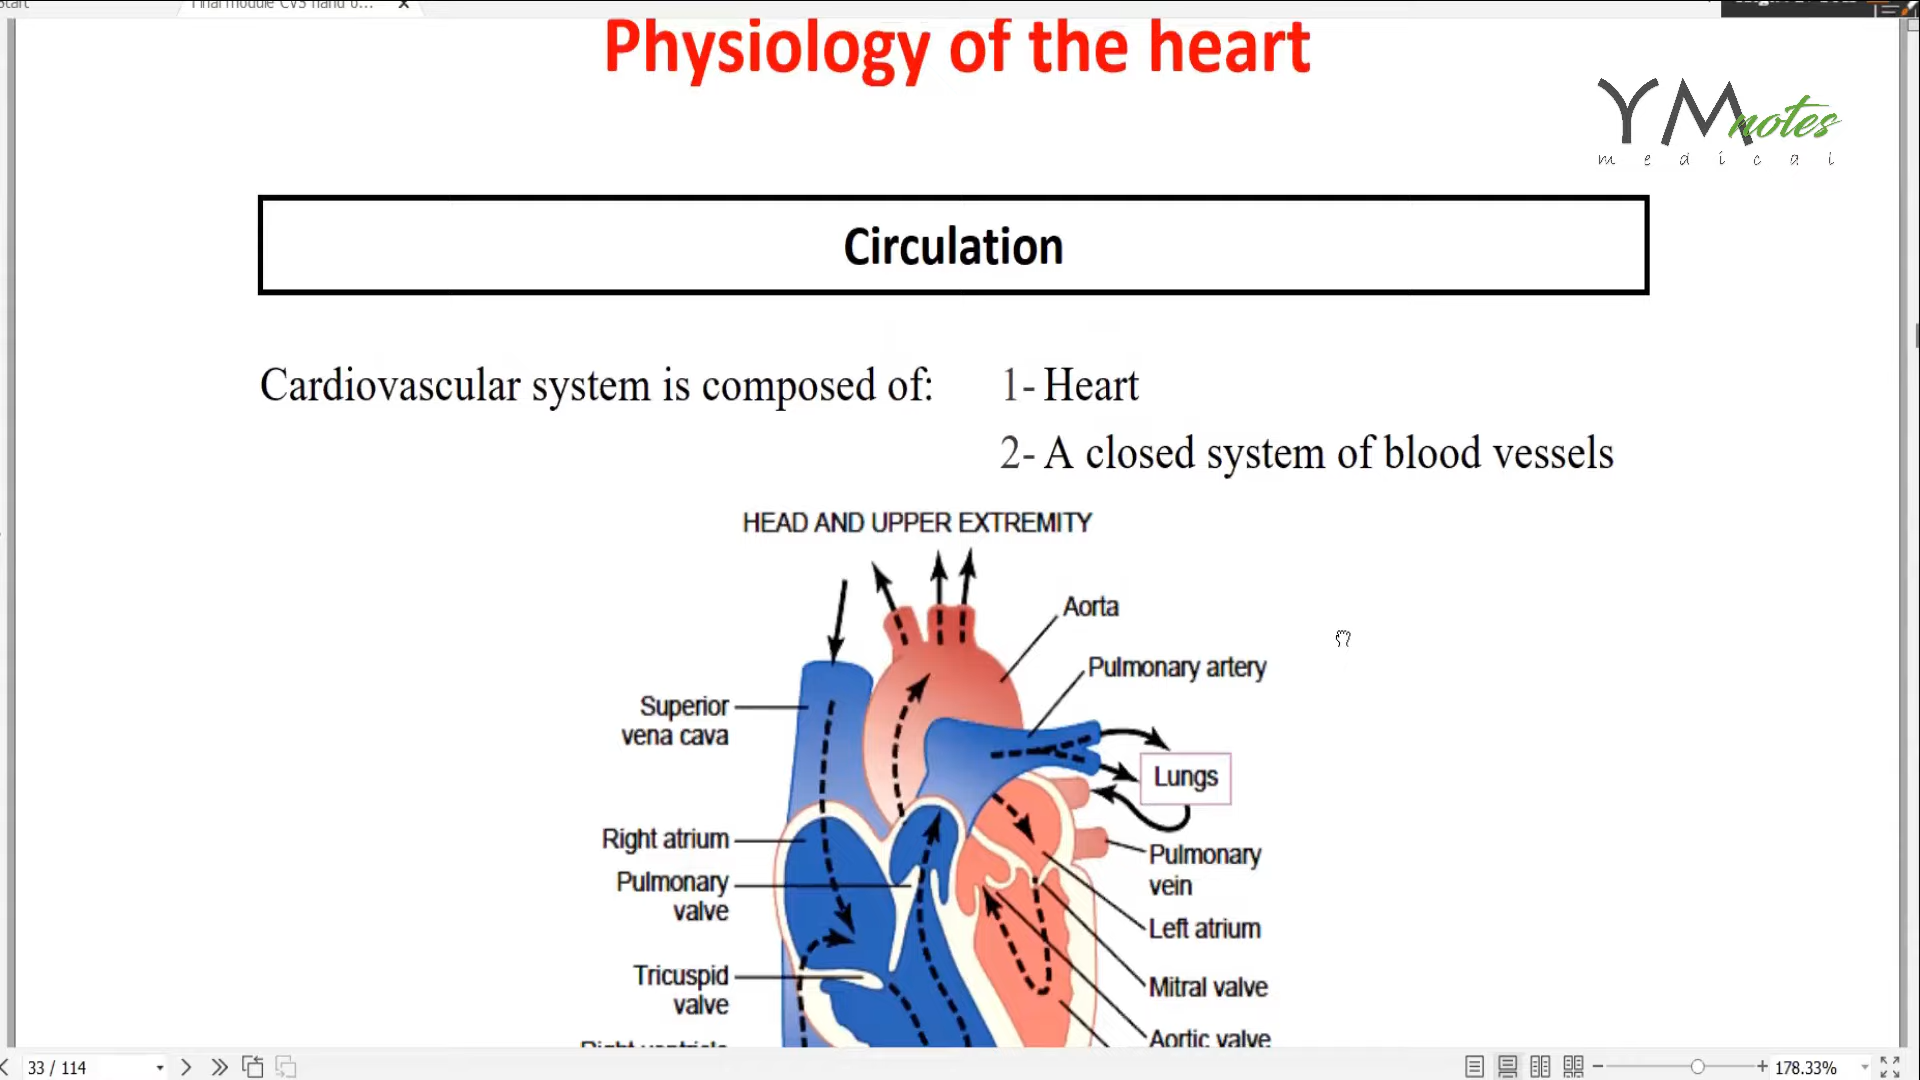 Physiology of the heart
YM notes
medical
Circulation
Cardiovascular system is composed of: 1- Heart
2- A closed system of blood vessels
HEAD AND UPPER EXTREMITY
Aorta
Pulmonary artery
Superior
vena cava
Lungs
Right atrium
Pulmonary
vein
Pulmonary
valve
Left atrium
Tricuspid
valve
Mitral valve
Aortic valve
33 / 114
178.33%